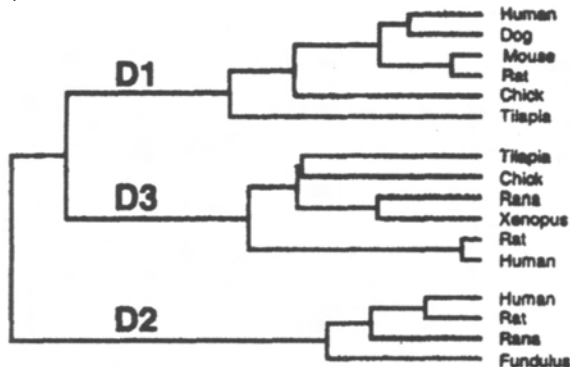 Human
Dog
Mouse
Rat
Chick
Tilapia
Tilapia
Chick
Rana
Xenopus
Rat
Human
Human
Rat
Rana
Fundulus
D1
D3
D2